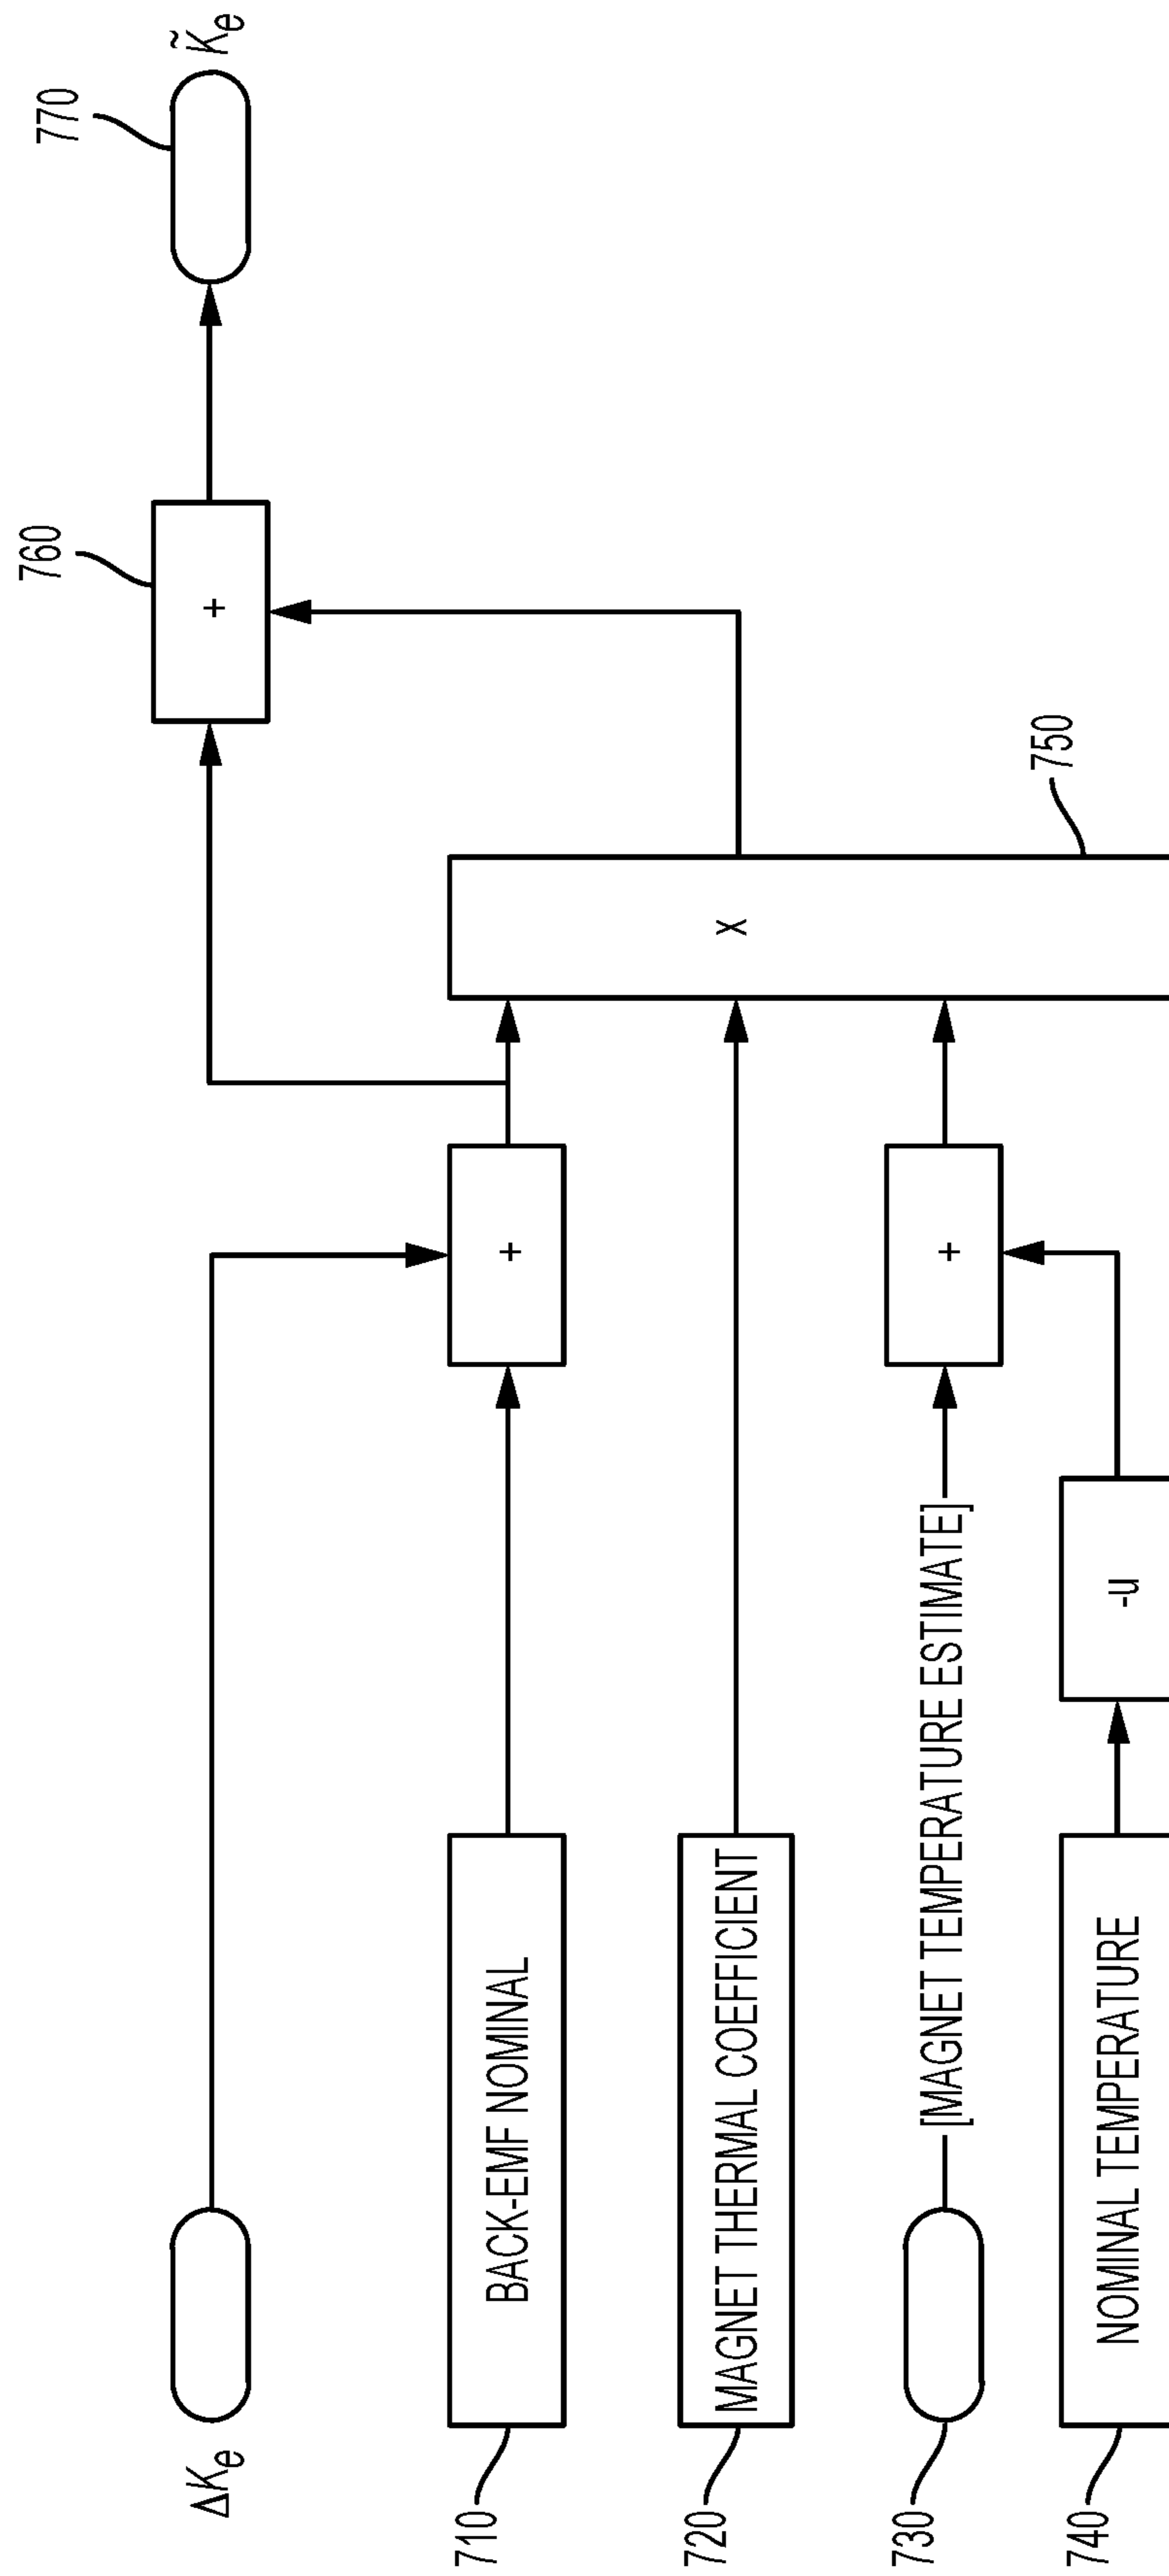 ΔKe
K̃e
770
760
+
710
BACK-EMF NOMINAL
+
720
MAGNET THERMAL COEFFICIENT
X
750
730
[MAGNET TEMPERATURE ESTIMATE]
+
740
NOMINAL TEMPERATURE
-u